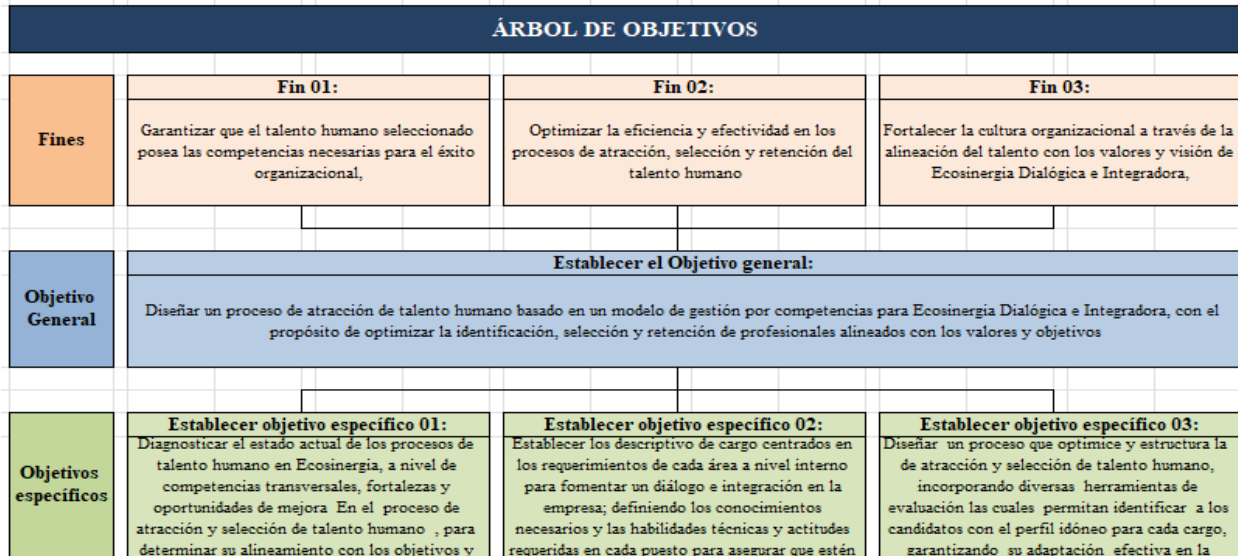 ÁRBOL DE OBJETIVOS
Fines
Fin 01:
Garantizar que el talento humano seleccionado
posea las competencias necesarias para el éxito
organizacional,
Fin 02:
Optimizar la eficiencia y efectividad en los
procesos de atracción, selección y retención del
talento humano
Fin 03:
Fortalecer la cultura organizacional a través de la
alineación del talento con los valores y visión de
Ecosinergia Dialógica e Integradora,
Objetivo
General
Establecer el Objetivo general:
Diseñar un proceso de atracción de talento humano basado en un modelo de gestión por competencias para Ecosinergia Dialógica e Integradora, con el
propósito de optimizar la identificación, selección y retención de profesionales alineados con los valores y objetivos
Objetivos
específicos
Establecer objetivo específico 01:
Diagnosticar el estado actual de los procesos de
talento humano en Ecosinergia, a nivel de
competencias transversales, fortalezas y
oportunidades de mejora En el proceso de
atracción y selección de talento humano , para
determinar su alineamiento con los objetivos y
Establecer objetivo específico 02:
Establecer los descriptivo de cargo centrados en
los requerimientos de cada área a nivel interno
para fomentar un diálogo e integración en la
empresa; definiendo los conocimientos
necesarios y las habilidades técnicas y actitudes
requeridas en cada puesto para asegurar que estén
Establecer objetivo específico 03:
Diseñar un proceso que optimice y estructura la
de atracción y selección de talento humano,
incorporando diversas herramientas de
evaluación las cuales permitan identificar a los
candidatos con el perfil idóneo para cada cargo,
garantizando su adaptación efectiva en la